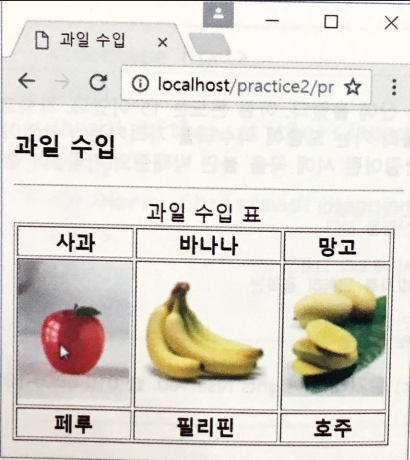 과일 수입
localhost/practice2/pr
과일 수입
과일 수입 표
사과 바나나 망고
페루 필리핀 호주